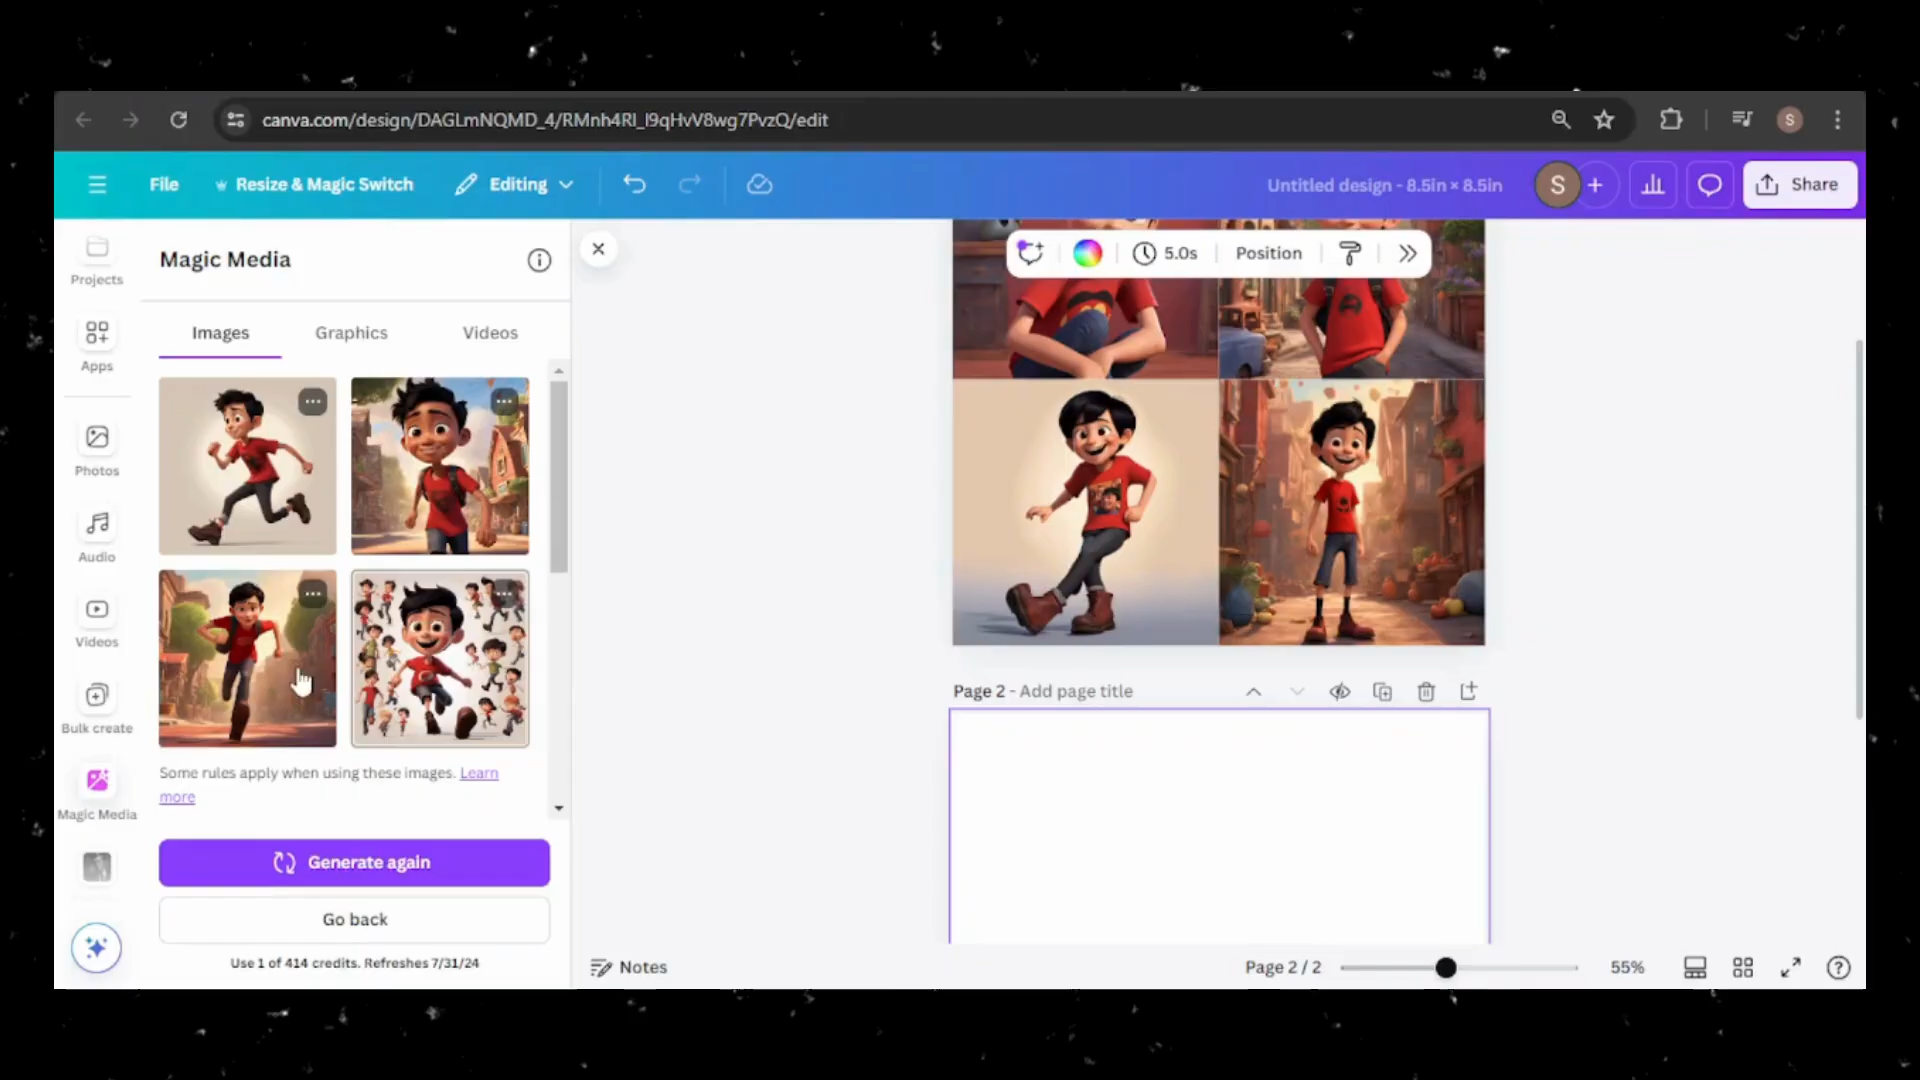 canva.com/design/DAGLmNQMD_4/RMnh4Rl_l9qHvV8wg7PvzQ/edit
S
File
Resize & Magic Switch
Editing
Untitled design - 8.5in × 8.5in
S
Share
Projects
Apps
Photos
Audio
Videos
Bulk create
Magic Media
Magic Media
Images
Graphics
Videos
Some rules apply when using these images. Learn
more
Generate again
Go back
Use 1 of 414 credits. Refreshes 7/31/24
5.0s
Position
Page 2 - Add page title
Notes
Page 2 / 2
55%